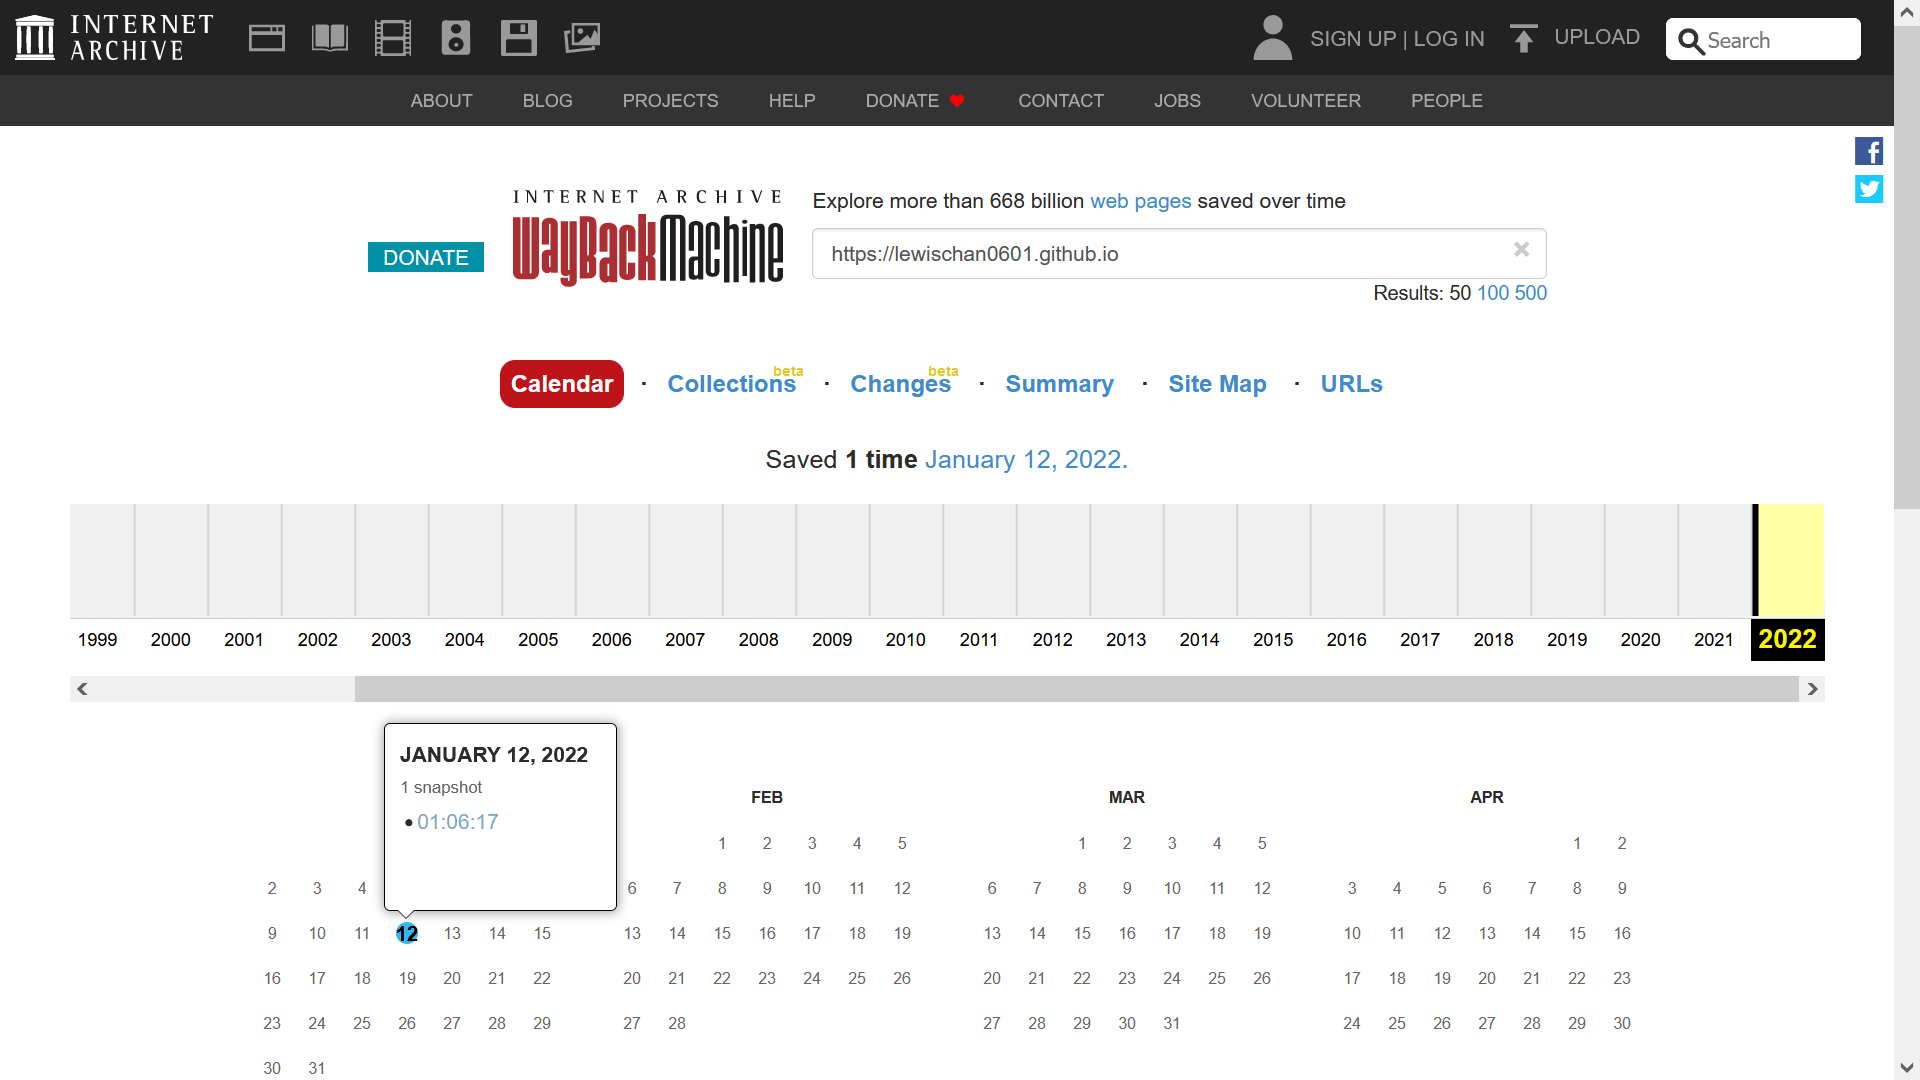 INTERNET
ARCHIVE
SIGN UP | LOG IN
UPLOAD
Search
ABOUT
BLOG
PROJECTS
HELP
DONATE
CONTACT
JOBS
VOLUNTEER
PEOPLE
DONATE
INTERNET ARCHIVE
WayBackMachine
Explore more than 668 billion web pages saved over time
https://lewischan0601.github.io
×
Results: 50 100 500
Calendar · Collections beta · Changes beta · Summary · Site Map · URLs
Saved 1 time January 12, 2022.
1999 2000 2001 2002 2003 2004 2005 2006 2007 2008 2009 2010 2011 2012 2013 2014 2015 2016 2017 2018 2019 2020 2021 2022
JANUARY 12, 2022
1 snapshot
• 01:06:17
2 3 4
9 10 11 12 13 14 15
16 17 18 19 20 21 22
23 24 25 26 27 28 29
30 31
FEB
1 2 3 4 5
6 7 8 9 10 11 12
13 14 15 16 17 18 19
20 21 22 23 24 25 26
27 28
MAR
1 2 3 4 5
6 7 8 9 10 11 12
13 14 15 16 17 18 19
20 21 22 23 24 25 26
27 28 29 30 31
APR
1 2
3 4 5 6 7 8 9
10 11 12 13 14 15 16
17 18 19 20 21 22 23
24 25 26 27 28 29 30